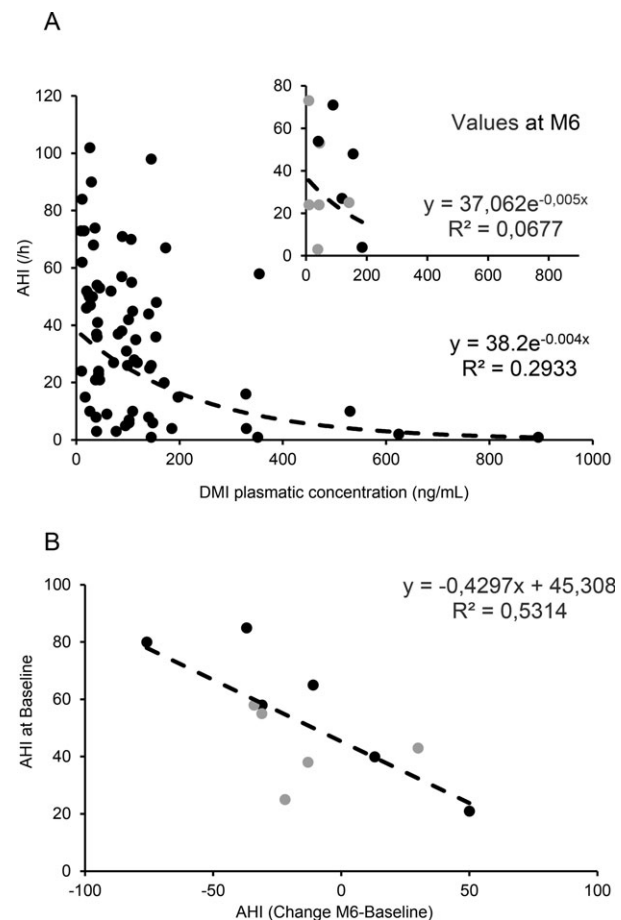 A
120
100
80
60
40
20
0
AHI (/h)
0 200 400 600 800 1000
DMI plasmatic concentration (ng/mL)
80
60
40
20
0
0 200 400 600 800
Values at M6
y = 37,062e-0,005x
R² = 0,0677
y = 38.2e-0.004x
R² = 0.2933
B
100
80
60
40
20
0
AHI at Baseline
-100 -50 0 50 100
AHI (Change M6-Baseline)
y = -0,4297x + 45,308
R² = 0,5314